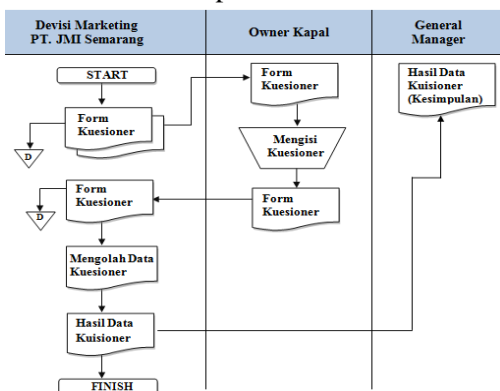 Devisi Marketing
PT. JMI Semarang
Owner Kapal
General
Manager
START
Form
Kuesioner
D
Form
Kuesioner
Mengisi
Kuesioner
Form
Kuesioner
Hasil Data
Kuisioner
(Kesimpulan)
Form
Kuesioner
D
Mengolah Data
Kuesioner
Hasil Data
Kuisioner
FINISH